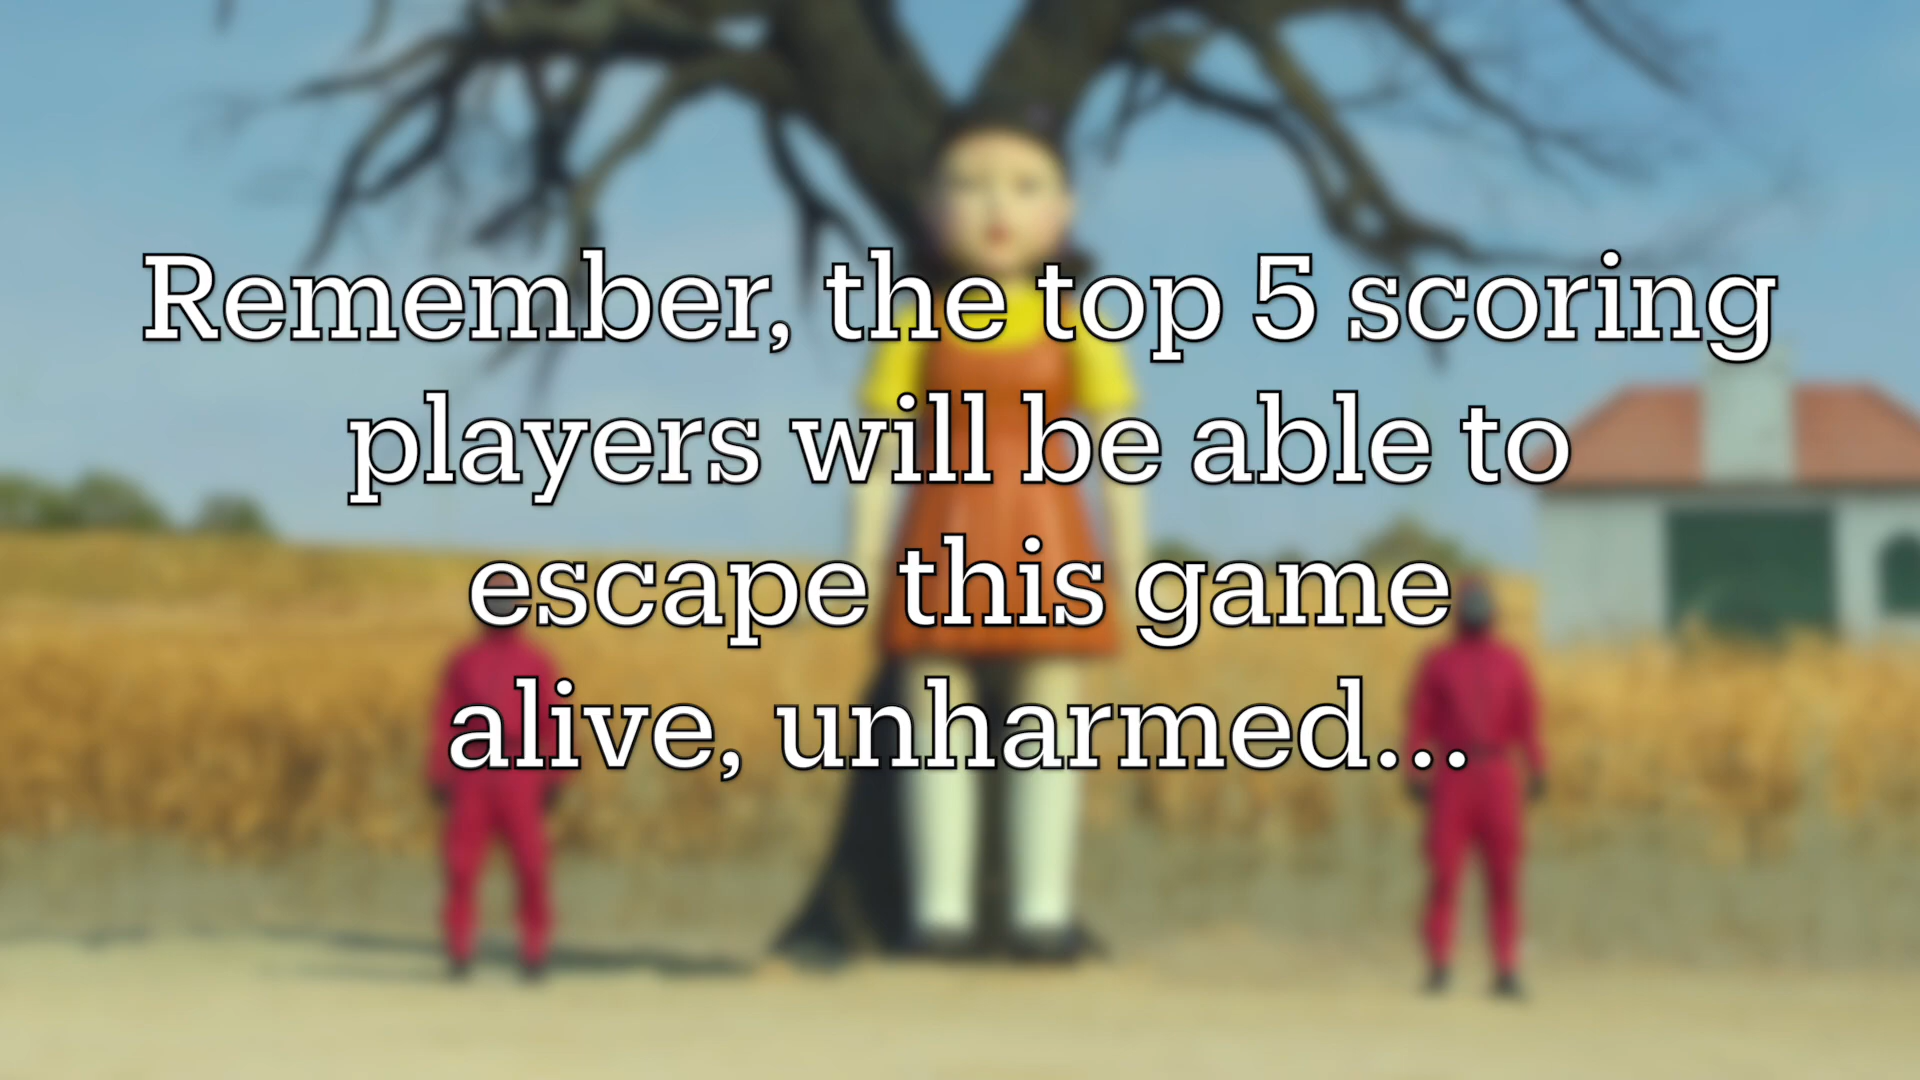 Remember, the top 5 scoring
players will be able to
escape this game
alive, unharmed...